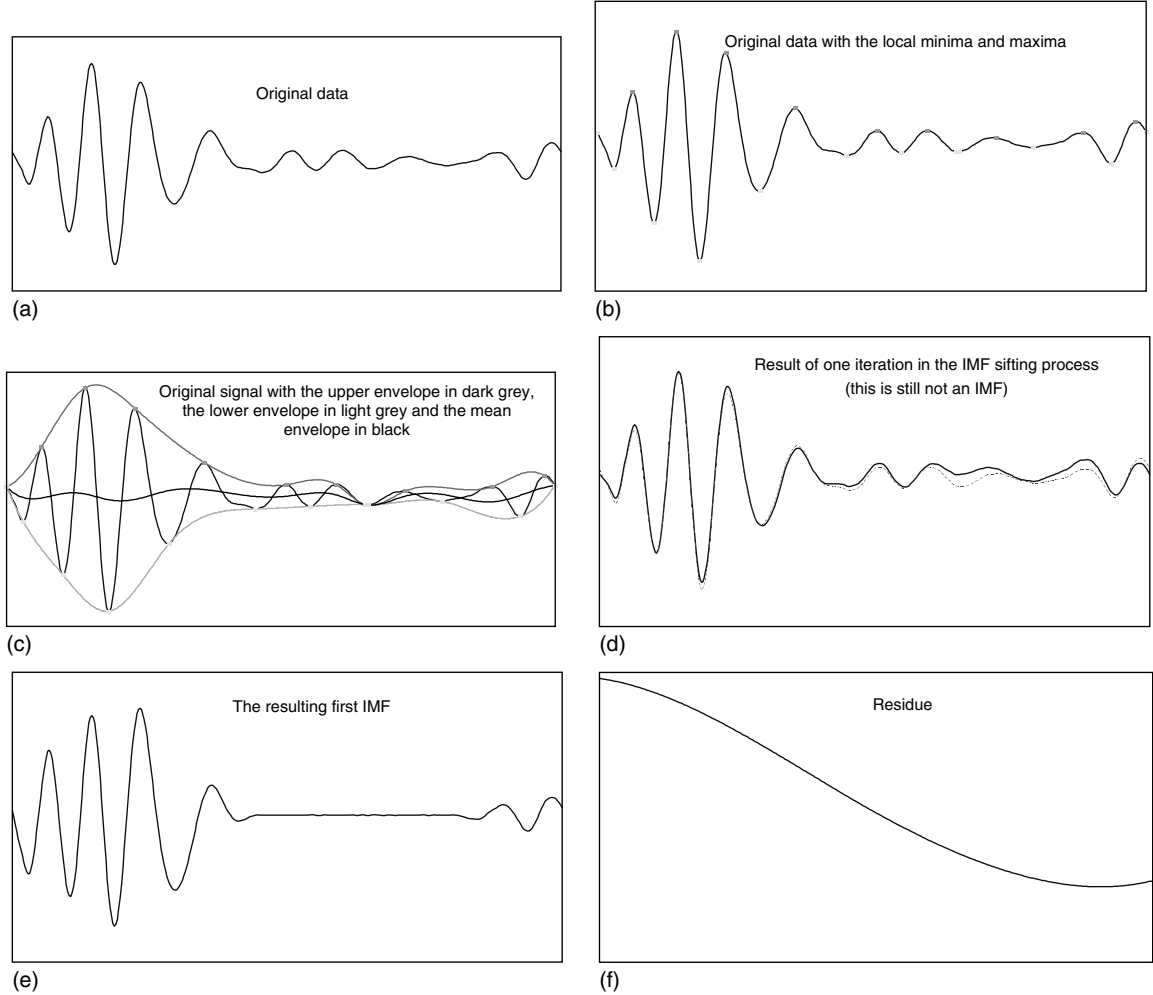 Original data
(a)
Original data with the local minima and maxima
(b)
Original signal with the upper envelope in dark grey,
the lower envelope in light grey and the mean
envelope in black
(c)
Result of one iteration in the IMF sifting process
(this is still not an IMF)
(d)
The resulting first IMF
(e)
Residue
(f)